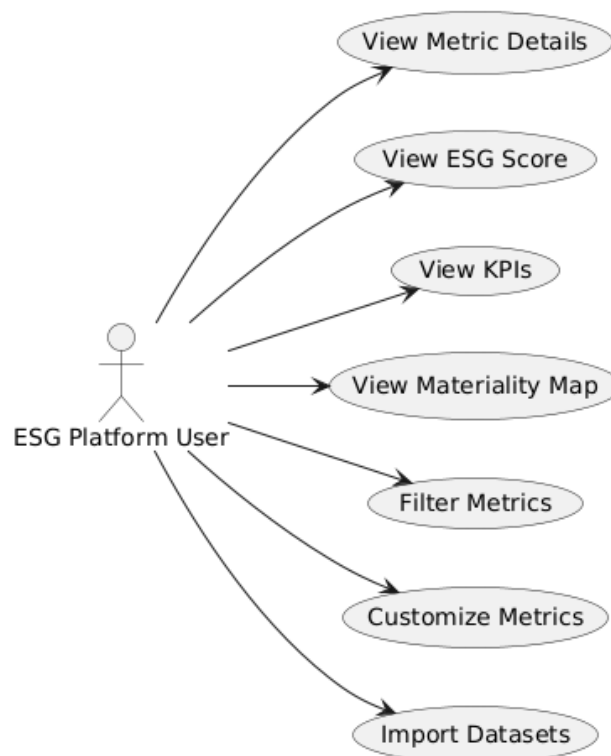 View Metric Details
View ESG Score
View KPIs
View Materiality Map
ESG Platform User
Filter Metrics
Customize Metrics
Import Datasets